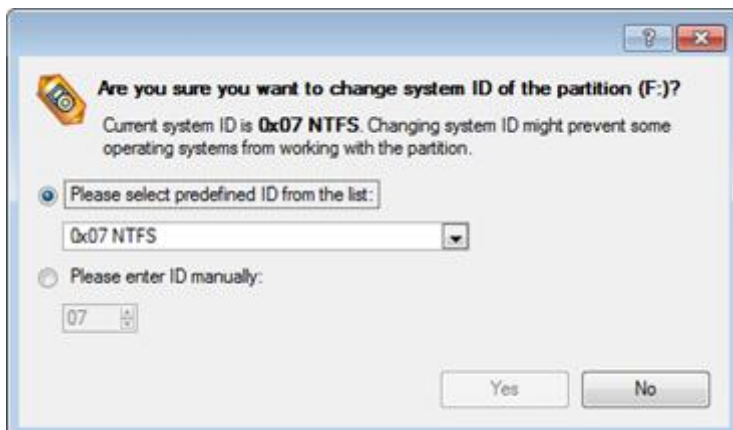 Are you sure you want to change system ID of the partition (F:)?
Current system ID is 0x07 NTFS. Changing system ID might prevent some
operating systems from working with the partition.
Please select predefined ID from the list:
0x07 NTFS
Please enter ID manually:
07
Yes
No